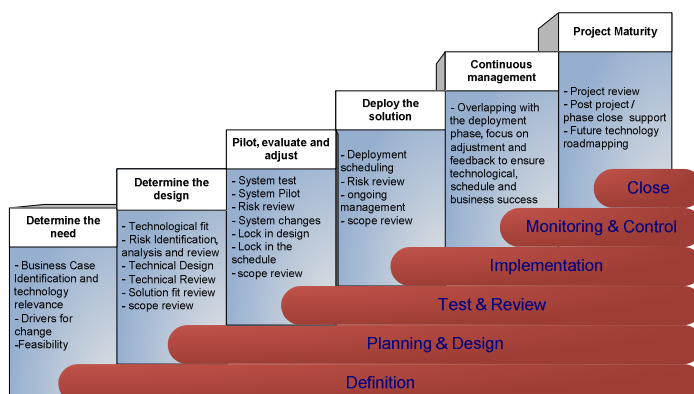 Determine the
need
- Business Case
Identification and
technology
relevance
- Drivers for
change
-Feasibility
Determine the
design
- Technological fit
- Risk Identification,
analysis and review
- Technical Design
- Technical Review
- Solution fit review
- scope review
Pilot, evaluate and
adjust
- System test
- System Pilot
- Risk review
- System changes
- Lock in design
- Lock in the
schedule
- scope review
Deploy the
solution
- Deployment
scheduling
- Risk review
- ongoing
management
- scope review
Continuous
management
- Overlapping with
the deployment
phase, focus on
adjustment and
feedback to ensure
technological,
schedule and
business success
Project Maturity
- Project review
- Post project /
phase close support
- Future technology
roadmapping
Close
Monitoring & Control
Implementation
Test & Review
Planning & Design
Definition